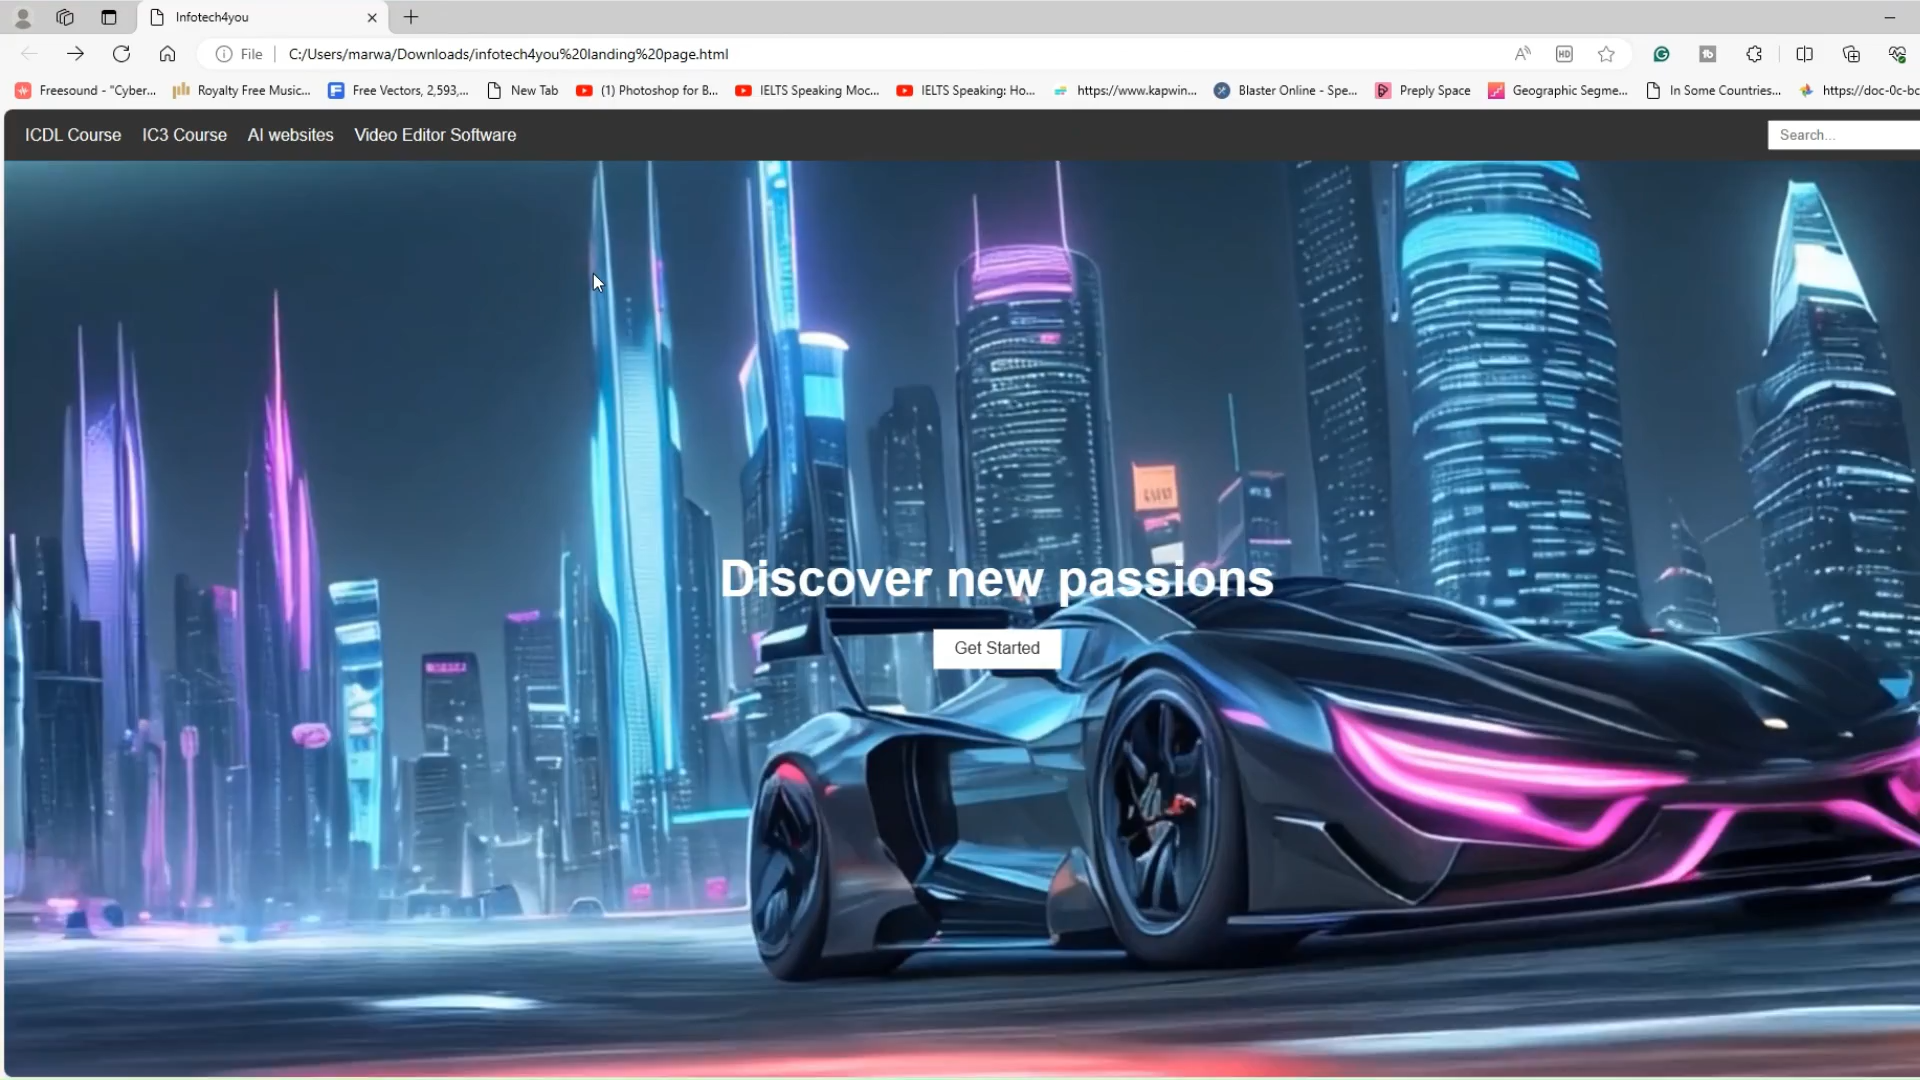 Infotech4you
File
C:/Users/marwa/Downloads/infotech4you%20landing%20page.html
HD
Freesound - "Cyber...
Royalty Free Music...
Free Vectors, 2,593,...
New Tab
(1) Photoshop for B...
IELTS Speaking Moc...
IELTS Speaking: Ho...
https://www.kapwin...
Blaster Online - Spe...
Preply Space
Geographic Segme...
In Some Countries...
https://doc-0c-bc
ICDL Course
IC3 Course
AI websites
Video Editor Software
Search...
Discover new passions
Get Started